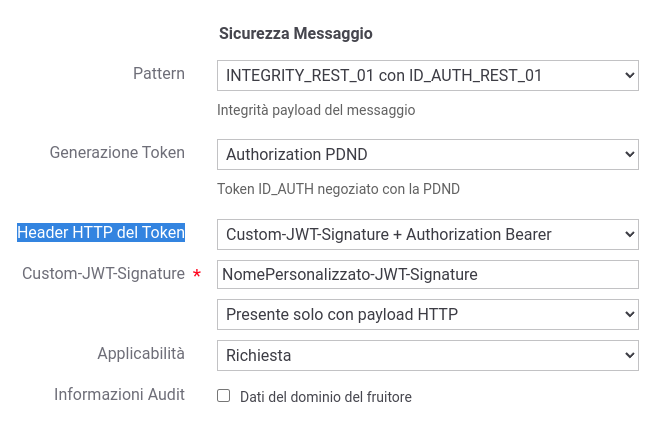 Sicurezza Messaggio
Pattern
INTEGRITY_REST_01 con ID_AUTH_REST_01
Integrità payload del messaggio
Generazione Token
Authorization PDND
Token ID_AUTH negoziato con la PDND
Header HTTP del Token
Custom-JWT-Signature + Authorization Bearer
Custom-JWT-Signature *
NomePersonalizzato-JWT-Signature
Presente solo con payload HTTP
Applicabilità
Richiesta
Informazioni Audit
Dati del dominio del fruitore